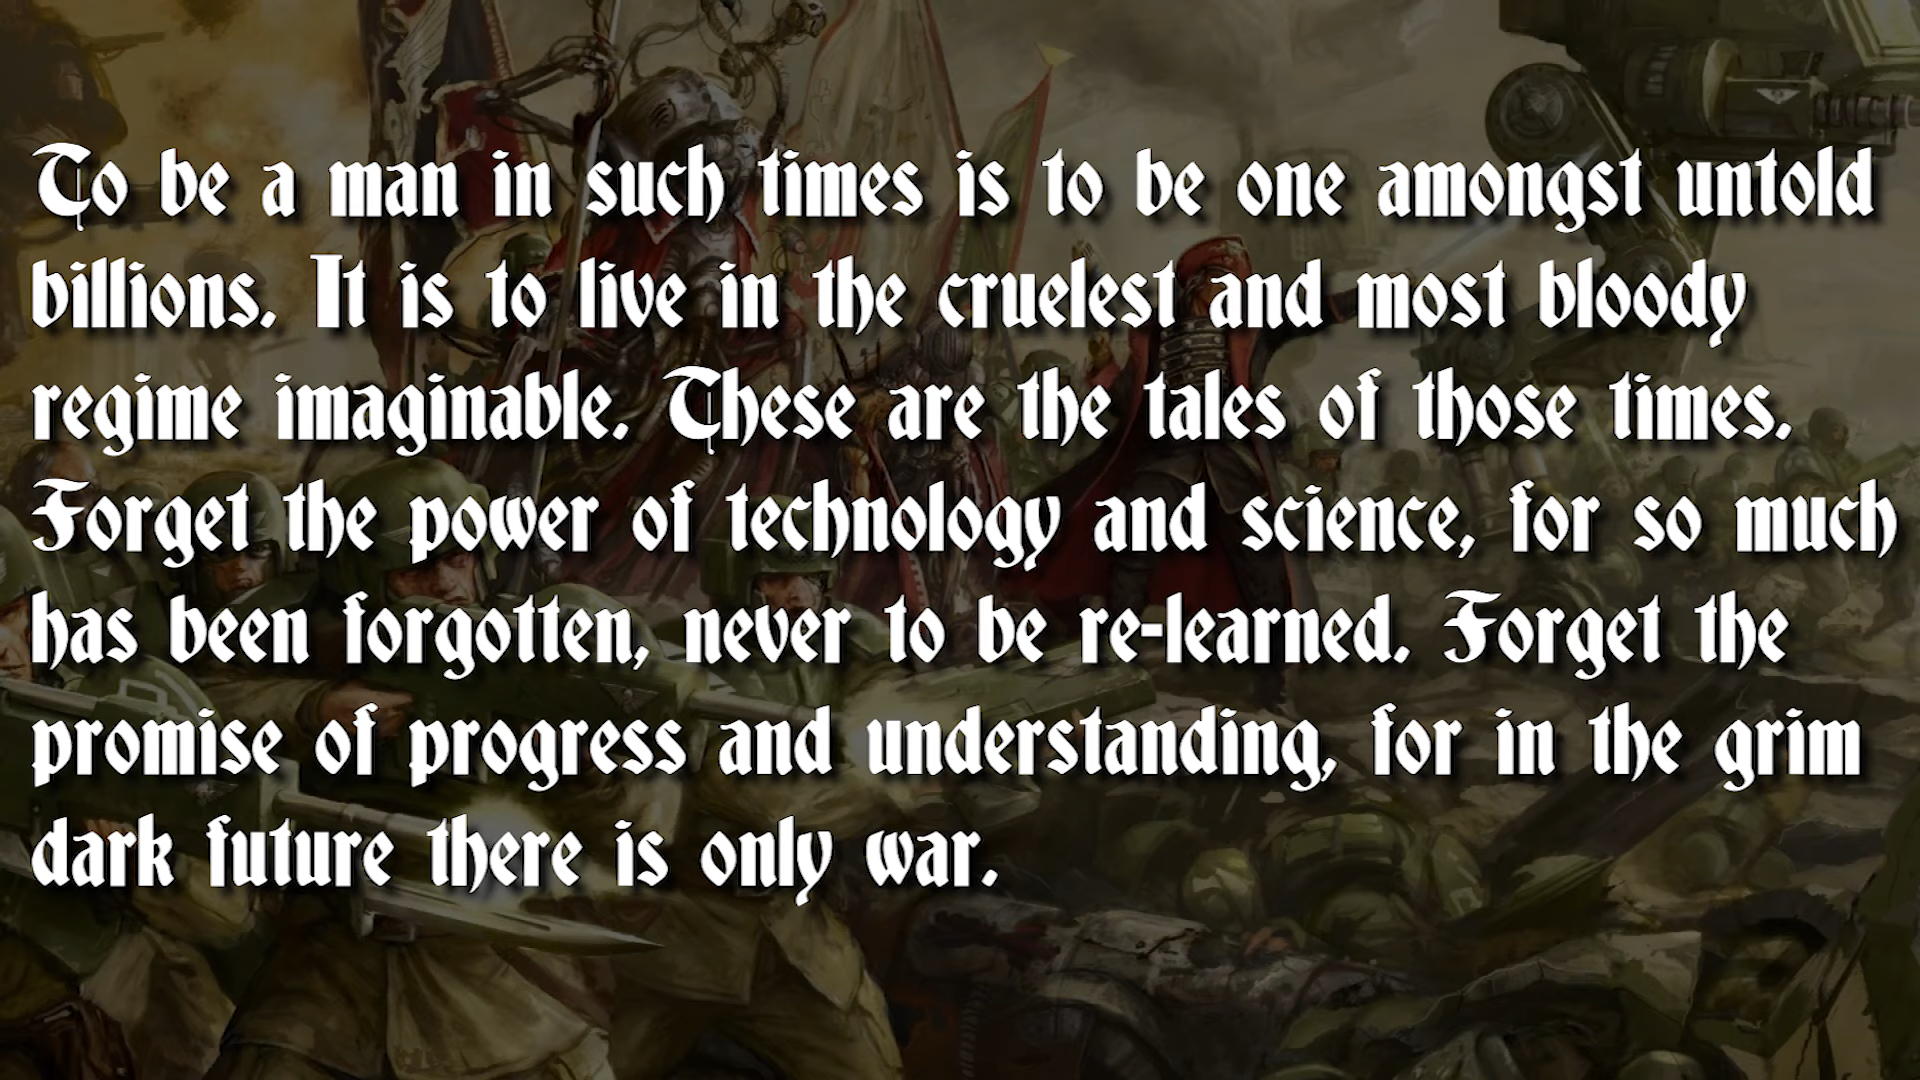 To be a man in such times is to be one amongst untold
billions. It is to live in the cruelest and most bloody
regime imaginable. These are the tales of those times.
Forget the power of technology and science, for so much
has been forgotten, never to be re-learned. Forget the
promise of progress and understanding, for in the grim
dark future there is only war.